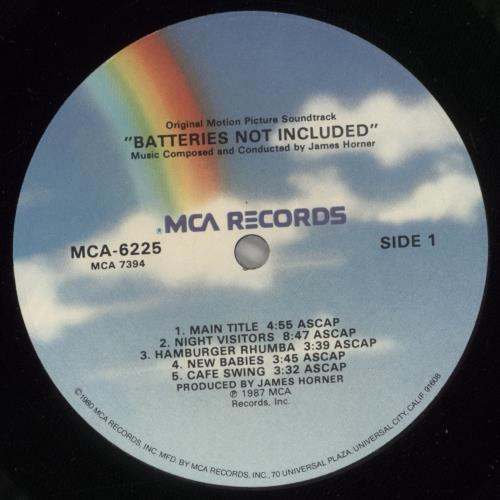 Original Motion Picture Soundtrack
"BATTERIES NOT INCLUDED"
Music Composed and Conducted by James Horner
®MCA RECORDS
MCA-6225
MCA 7394
SIDE 1
1. MAIN TITLE 4:55 ASCAP
2. NIGHT VISITORS 8:47 ASCAP
3. HAMBURGER RHUMBA 3:39 ASCAP
4. NEW BABIES 3:45 ASCAP
5. CAFE SWING 3:32 ASCAP
PRODUCED BY JAMES HORNER
℗ 1987 MCA
Records, Inc.
©1980 MCA RECORDS, INC. MFD. BY MCA RECORDS, INC., 70 UNIVERSAL PLAZA, UNIVERSAL CITY, CALIF. 91608